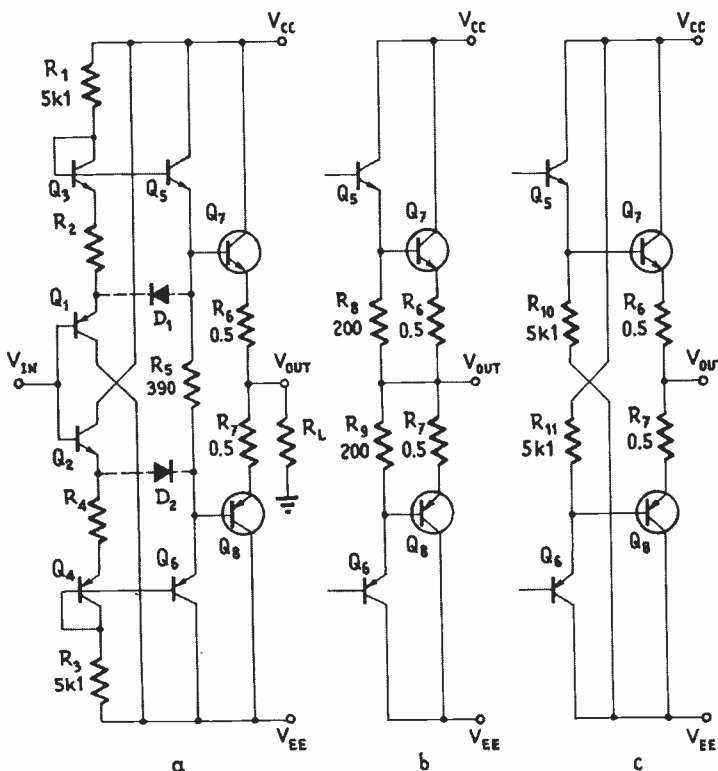 VCC
R1
5k1
Q3
Q5
Q7
R2
Q1
D1
R6
0.5
VIN
R5
390
VOUT
Q2
R7
0.5
RL
D2
R4
Q8
Q4
Q6
R3
5k1
VEE
a
VCC
Q5
Q7
R8
200
R6
0.5
VOUT
R9
200
R7
0.5
Q8
Q6
VEE
b
VCC
Q5
Q7
R10
5k1
R6
0.5
VOUT
R11
5k1
R7
0.5
Q8
Q6
VEE
c